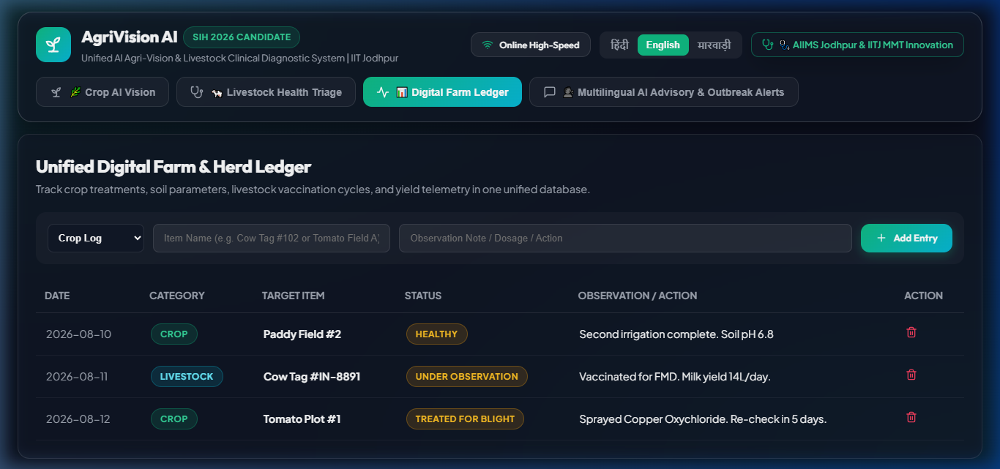 AgriVision AI SIH 2026 CANDIDATE
Unified AI Agri-Vision & Livestock Clinical Diagnostic System | IIT Jodhpur
Online High-Speed
हिंदी English मारवाड़ी
AIIMS Jodhpur & IITJ MMT Innovation
Crop AI Vision
Livestock Health Triage
Digital Farm Ledger
Multilingual AI Advisory & Outbreak Alerts
Unified Digital Farm & Herd Ledger
Track crop treatments, soil parameters, livestock vaccination cycles, and yield telemetry in one unified database.
Crop Log
Item Name (e.g. Cow Tag #102 or Tomato Field A)
Observation Note / Dosage / Action
+ Add Entry
DATE CATEGORY TARGET ITEM STATUS OBSERVATION / ACTION ACTION
2026-08-10 CROP Paddy Field #2 HEALTHY Second irrigation complete. Soil pH 6.8
2026-08-11 LIVESTOCK Cow Tag #IN-8891 UNDER OBSERVATION Vaccinated for FMD. Milk yield 14L/day.
2026-08-12 CROP Tomato Plot #1 TREATED FOR BLIGHT Sprayed Copper Oxychloride. Re-check in 5 days.